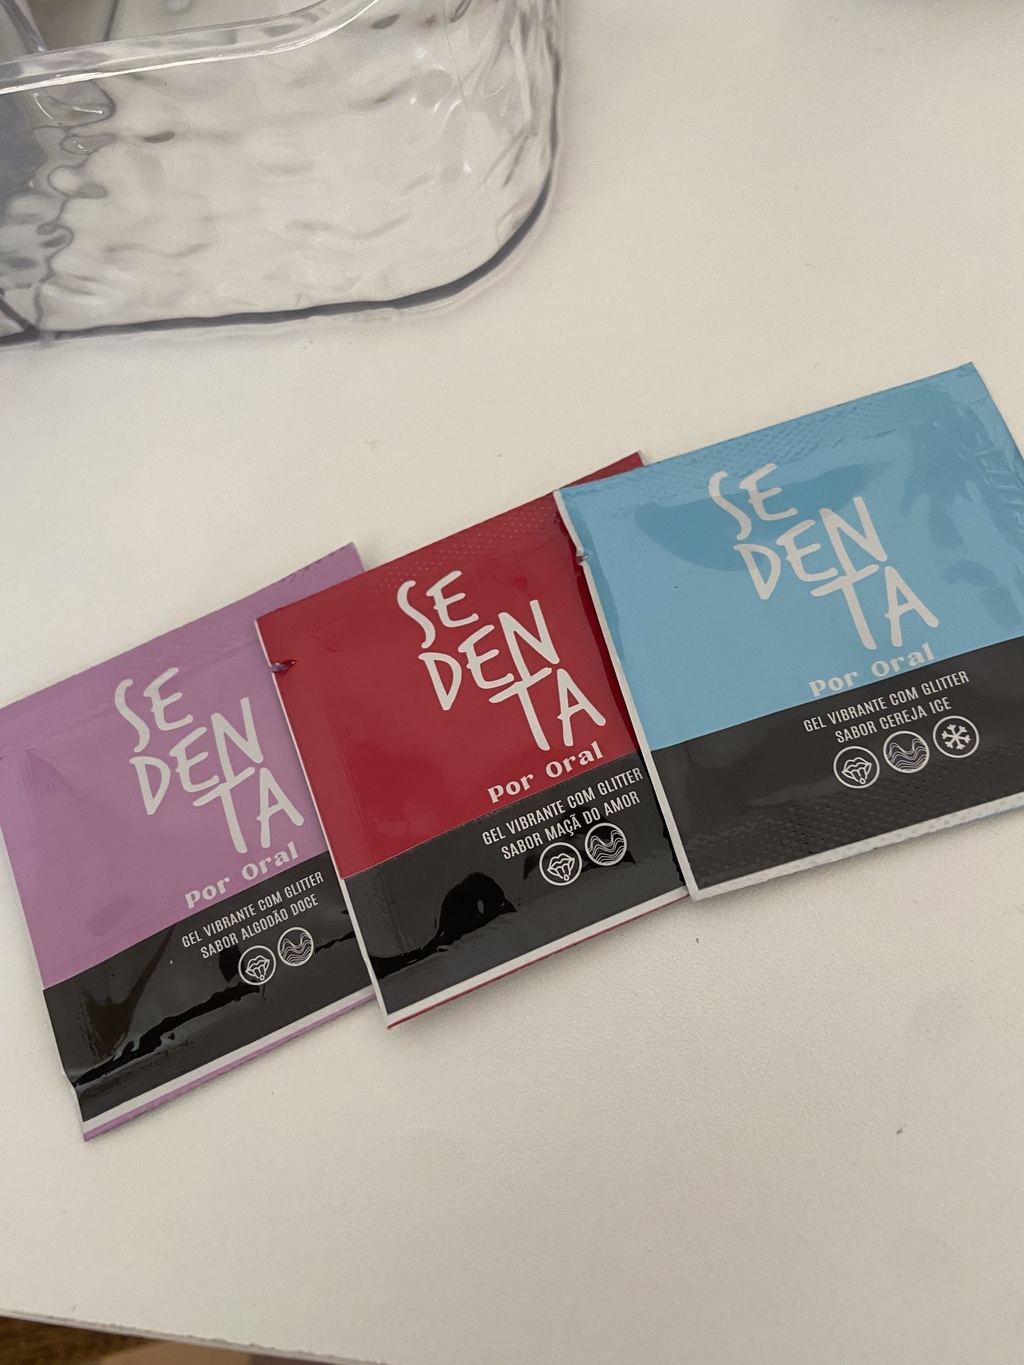 SE
DEN
TA
Por Oral
GEL VIBRANTE COM GLITTER
SABOR ALGODÃO DOCE
SE
DEN
TA
Por Oral
GEL VIBRANTE COM GLITTER
SABOR MAÇÃ DO AMOR
SE
DEN
TA
Por Oral
GEL VIBRANTE COM GLITTER
SABOR CEREJA ICE